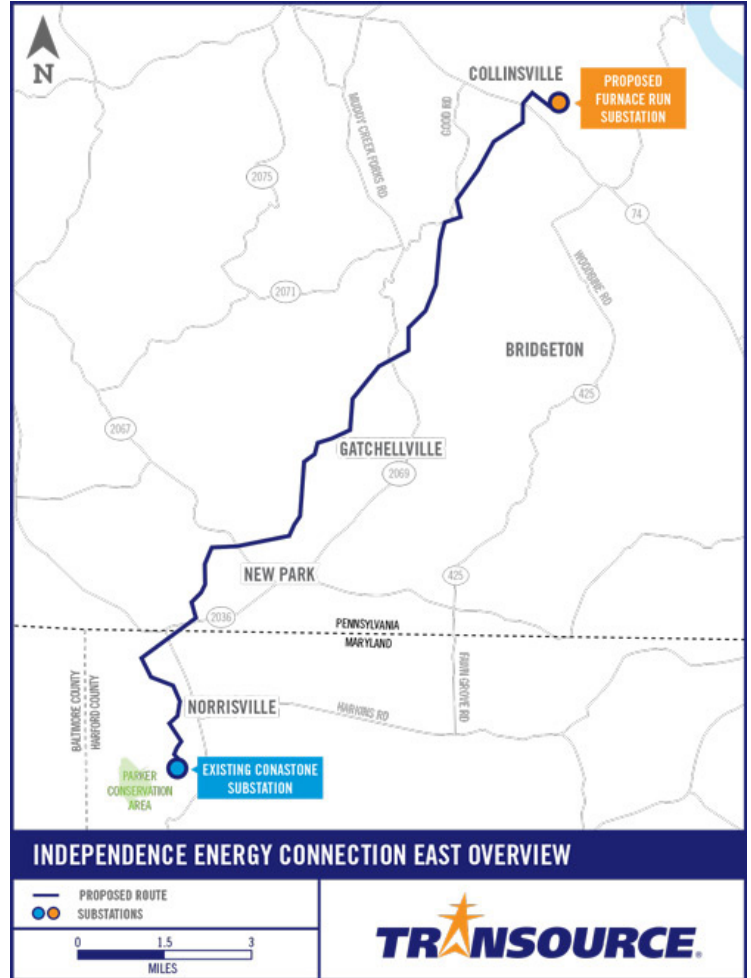 N
COLLINSVILLE
PROPOSED
FURNACE RUN
SUBSTATION
MUDDY CREEK FORKS RD
GOOD RD
2075
74
WOODBINE RD
2071
BRIDGETON
425
2067
GATCHELLVILLE
2069
NEW PARK
425
2036
PENNSYLVANIA
MARYLAND
BALTIMORE COUNTY
HARFORD COUNTY
NORRISVILLE
HARKINS RD
FAWN GROVE RD
PARKER
CONSERVATION
AREA
EXISTING CONASTONE
SUBSTATION
INDEPENDENCE ENERGY CONNECTION EAST OVERVIEW
PROPOSED ROUTE
SUBSTATIONS
0 1.5 3
MILES
TRANSOURCE®